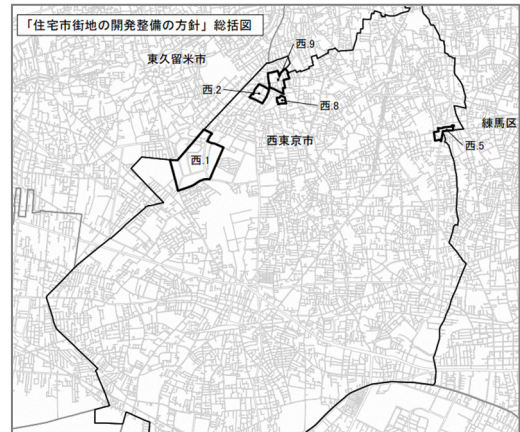 「住宅市街地の開発整備の方針」総括図
西.9
東久留米市
西.2
西.8
練馬区
西東京市
西.5
西.1